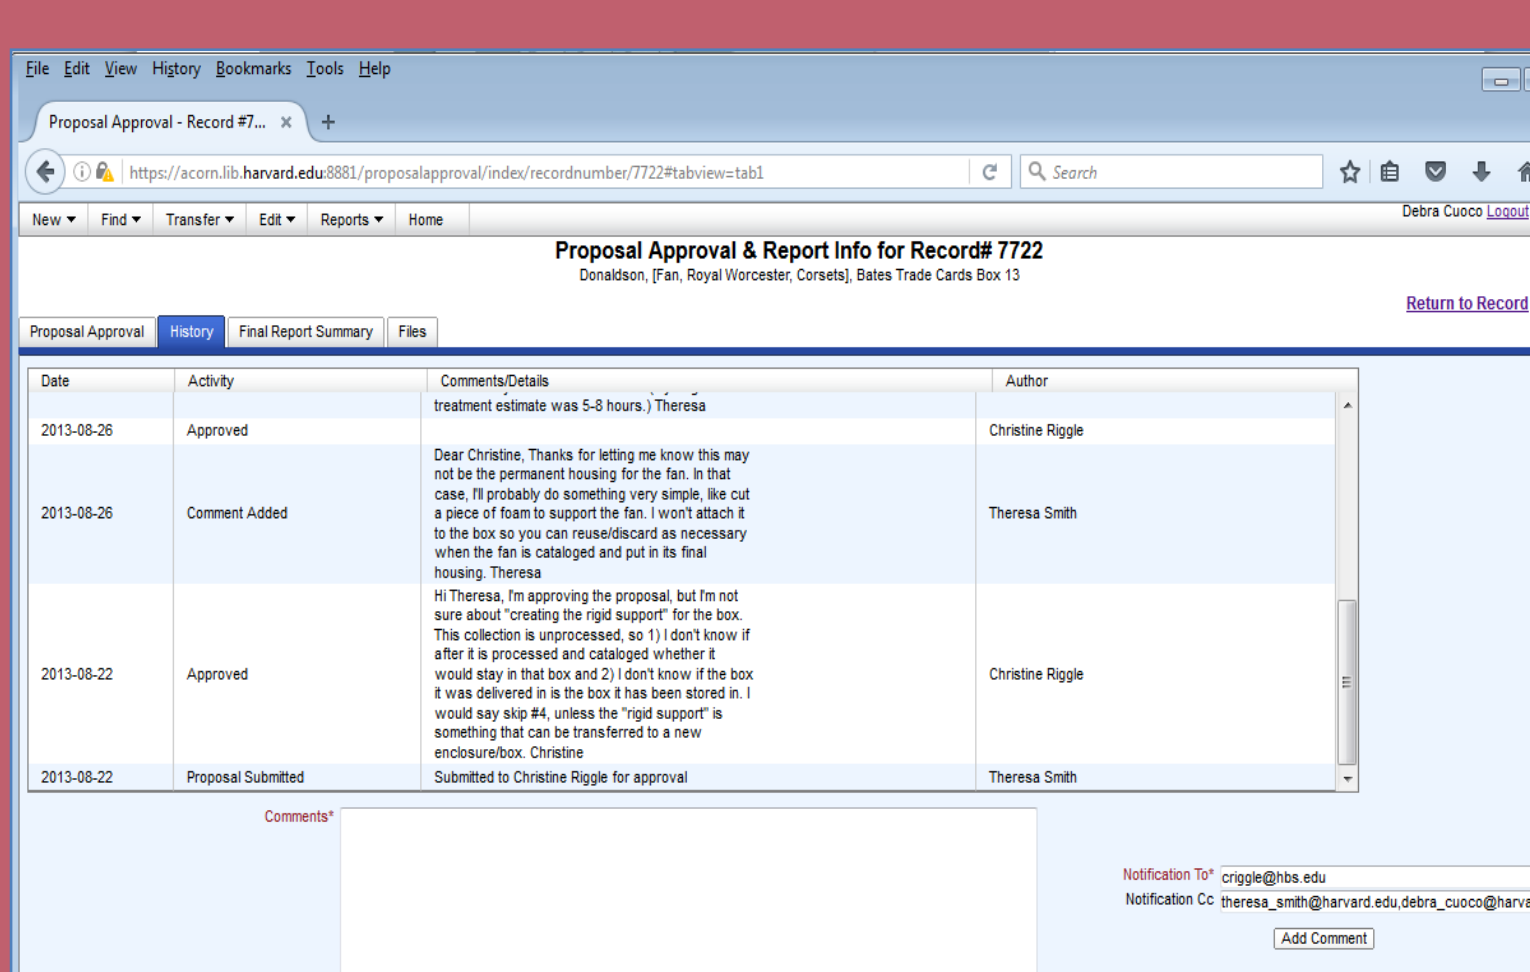 File Edit View History Bookmarks Tools Help
Proposal Approval - Record #7... × +
https://acorn.lib.harvard.edu:8881/proposalapproval/index/recordnumber/7722#tabview=tab1 Search
New Find Transfer Edit Reports Home
Debra Cuoco Logout
Proposal Approval & Report Info for Record# 7722
Donaldson, [Fan, Royal Worcester, Corsets], Bates Trade Cards Box 13
Return to Record
Proposal Approval History Final Report Summary Files
Date Activity Comments/Details Author
treatment estimate was 5-8 hours.) Theresa
2013-08-26 Approved Christine Riggle
Dear Christine, Thanks for letting me know this may
not be the permanent housing for the fan. In that
case, I'll probably do something very simple, like cut
2013-08-26 Comment Added a piece of foam to support the fan. I won't attach it Theresa Smith
to the box so you can reuse/discard as necessary
when the fan is cataloged and put in its final
housing. Theresa
Hi Theresa, I'm approving the proposal, but I'm not
sure about "creating the rigid support" for the box.
This collection is unprocessed, so 1) I don't know if
after it is processed and cataloged whether it
2013-08-22 Approved would stay in that box and 2) I don't know if the box Christine Riggle
it was delivered in is the box it has been stored in. I
would say skip #4, unless the "rigid support" is
something that can be transferred to a new
enclosure/box. Christine
2013-08-22 Proposal Submitted Submitted to Christine Riggle for approval Theresa Smith
Comments*
Notification To* criggle@hbs.edu
Notification Cc theresa_smith@harvard.edu,debra_cuoco@harva
Add Comment